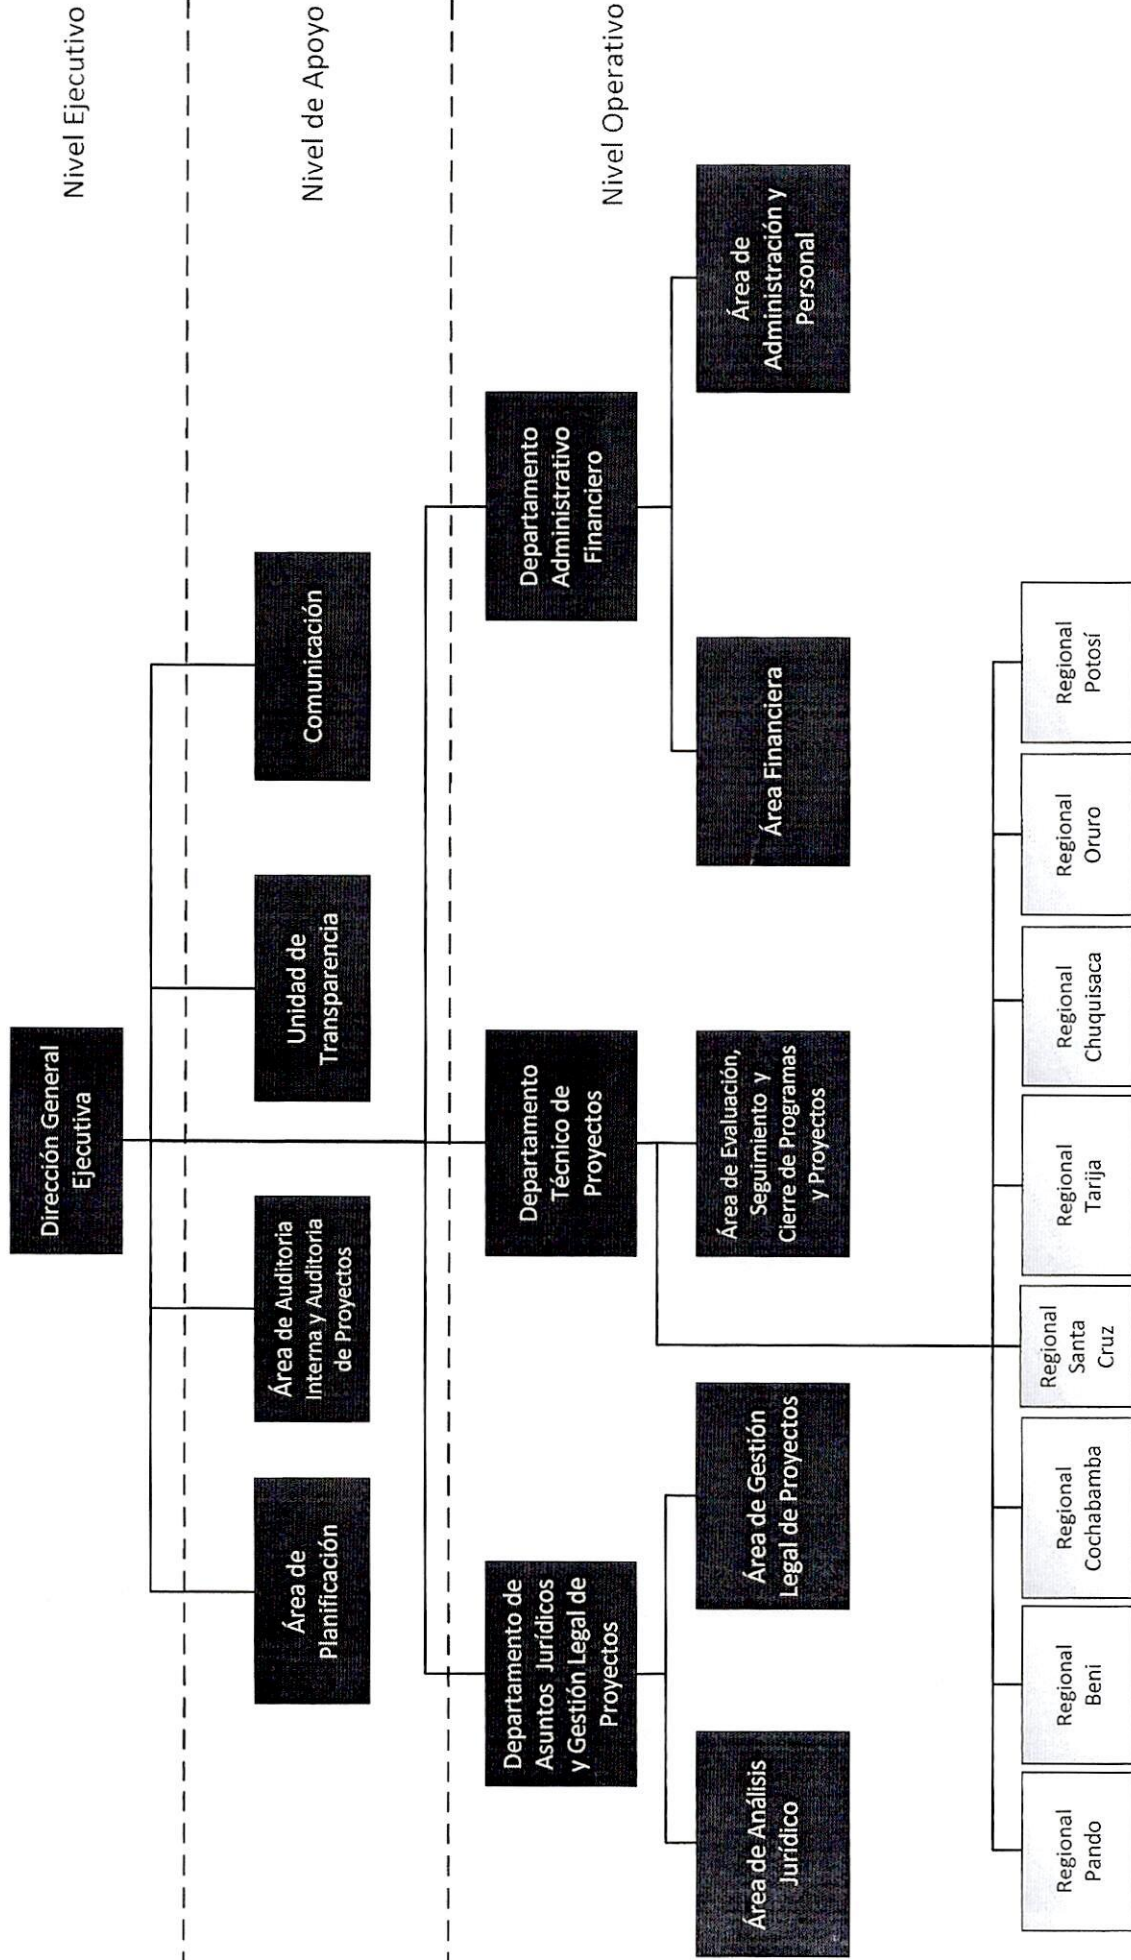 Nivel Ejecutivo
Dirección General
Ejecutiva
Nivel de Apoyo
Área de
Planificación
Área de Auditoria
Interna y Auditoria
de Proyectos
Unidad de
Transparencia
Comunicación
Nivel Operativo
Departamento de
Asuntos Jurídicos
y Gestión Legal de
Proyectos
Departamento
Técnico de
Proyectos
Departamento
Administrativo
Financiero
Área de Análisis
Jurídico
Área de Gestión
Legal de Proyectos
Área de Evaluación,
Seguimiento y
Cierre de Programas
y Proyectos
Área Financiera
Área de
Administración y
Personal
Regional
Pando
Regional
Beni
Regional
Cochabamba
Regional
Santa
Cruz
Regional
Tarija
Regional
Chuquisaca
Regional
Oruro
Regional
Potosí